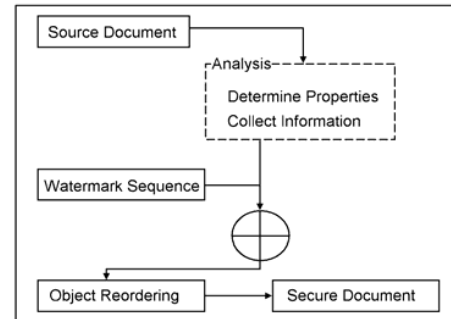 Source Document
Analysis
Determine Properties
Collect Information
Watermark Sequence
Object Reordering
Secure Document